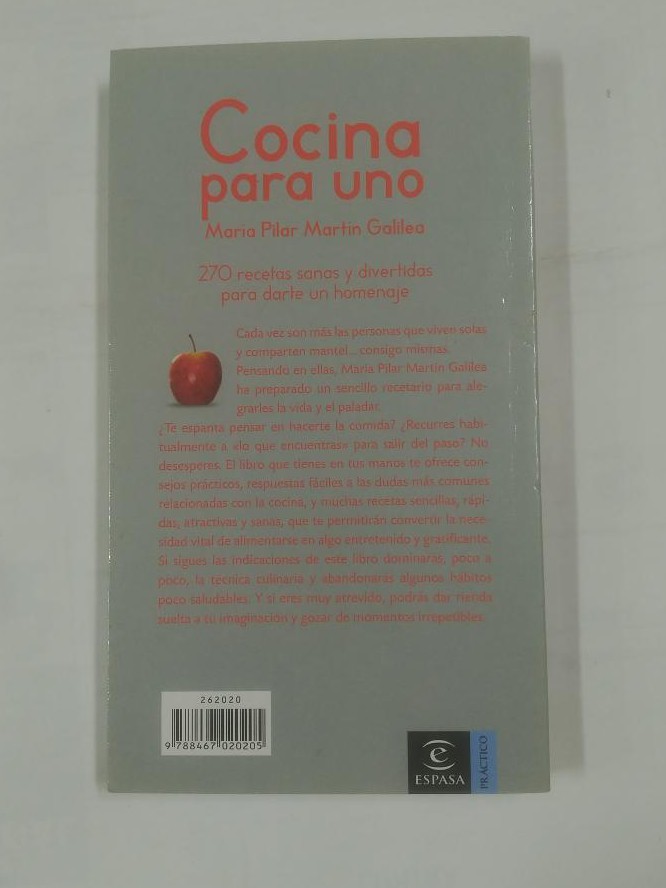 Cocina
para uno
María Pilar Martín Galilea
270 recetas sanas y divertidas
para darte un homenaje
Cada vez son más las personas que viven solas
y comparten mantel... consigo mismas.
Pensando en ellas, María Pilar Martín Galilea
ha preparado un sencillo recetario para ale-
grarles la vida y el paladar.
¿Te espanta pensar en hacerte la comida? ¿Recurres habi-
tualmente a «lo que encuentras» para salir del paso? No
desesperes. El libro que tienes en tus manos te ofrece con-
sejos prácticos, respuestas fáciles a las dudas más comunes
relacionadas con la cocina, y muchas recetas sencillas, rápi-
das, atractivas y sanas, que te permitirán convertir la nece-
sidad vital de alimentarse en algo entretenido y gratificante.
Si sigues las indicaciones de este libro dominarás, poco a
poco, la técnica culinaria y abandonarás algunos hábitos
poco saludables. Y si eres muy atrevido, podrás dar rienda
suelta a tu imaginación y gozar de momentos irrepetibles.
262020
9 788467 020205
e
ESPASA
PRÁCTICO